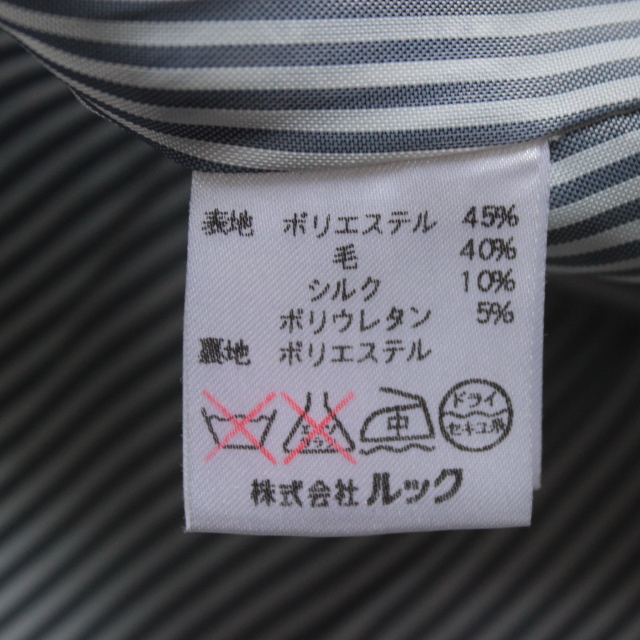 表地 ポリエステル 45%
毛 40%
シルク 10%
ポリウレタン 5%
裏地 ポリエステル
中 ドライ
セキユ系
株式会社 ルック